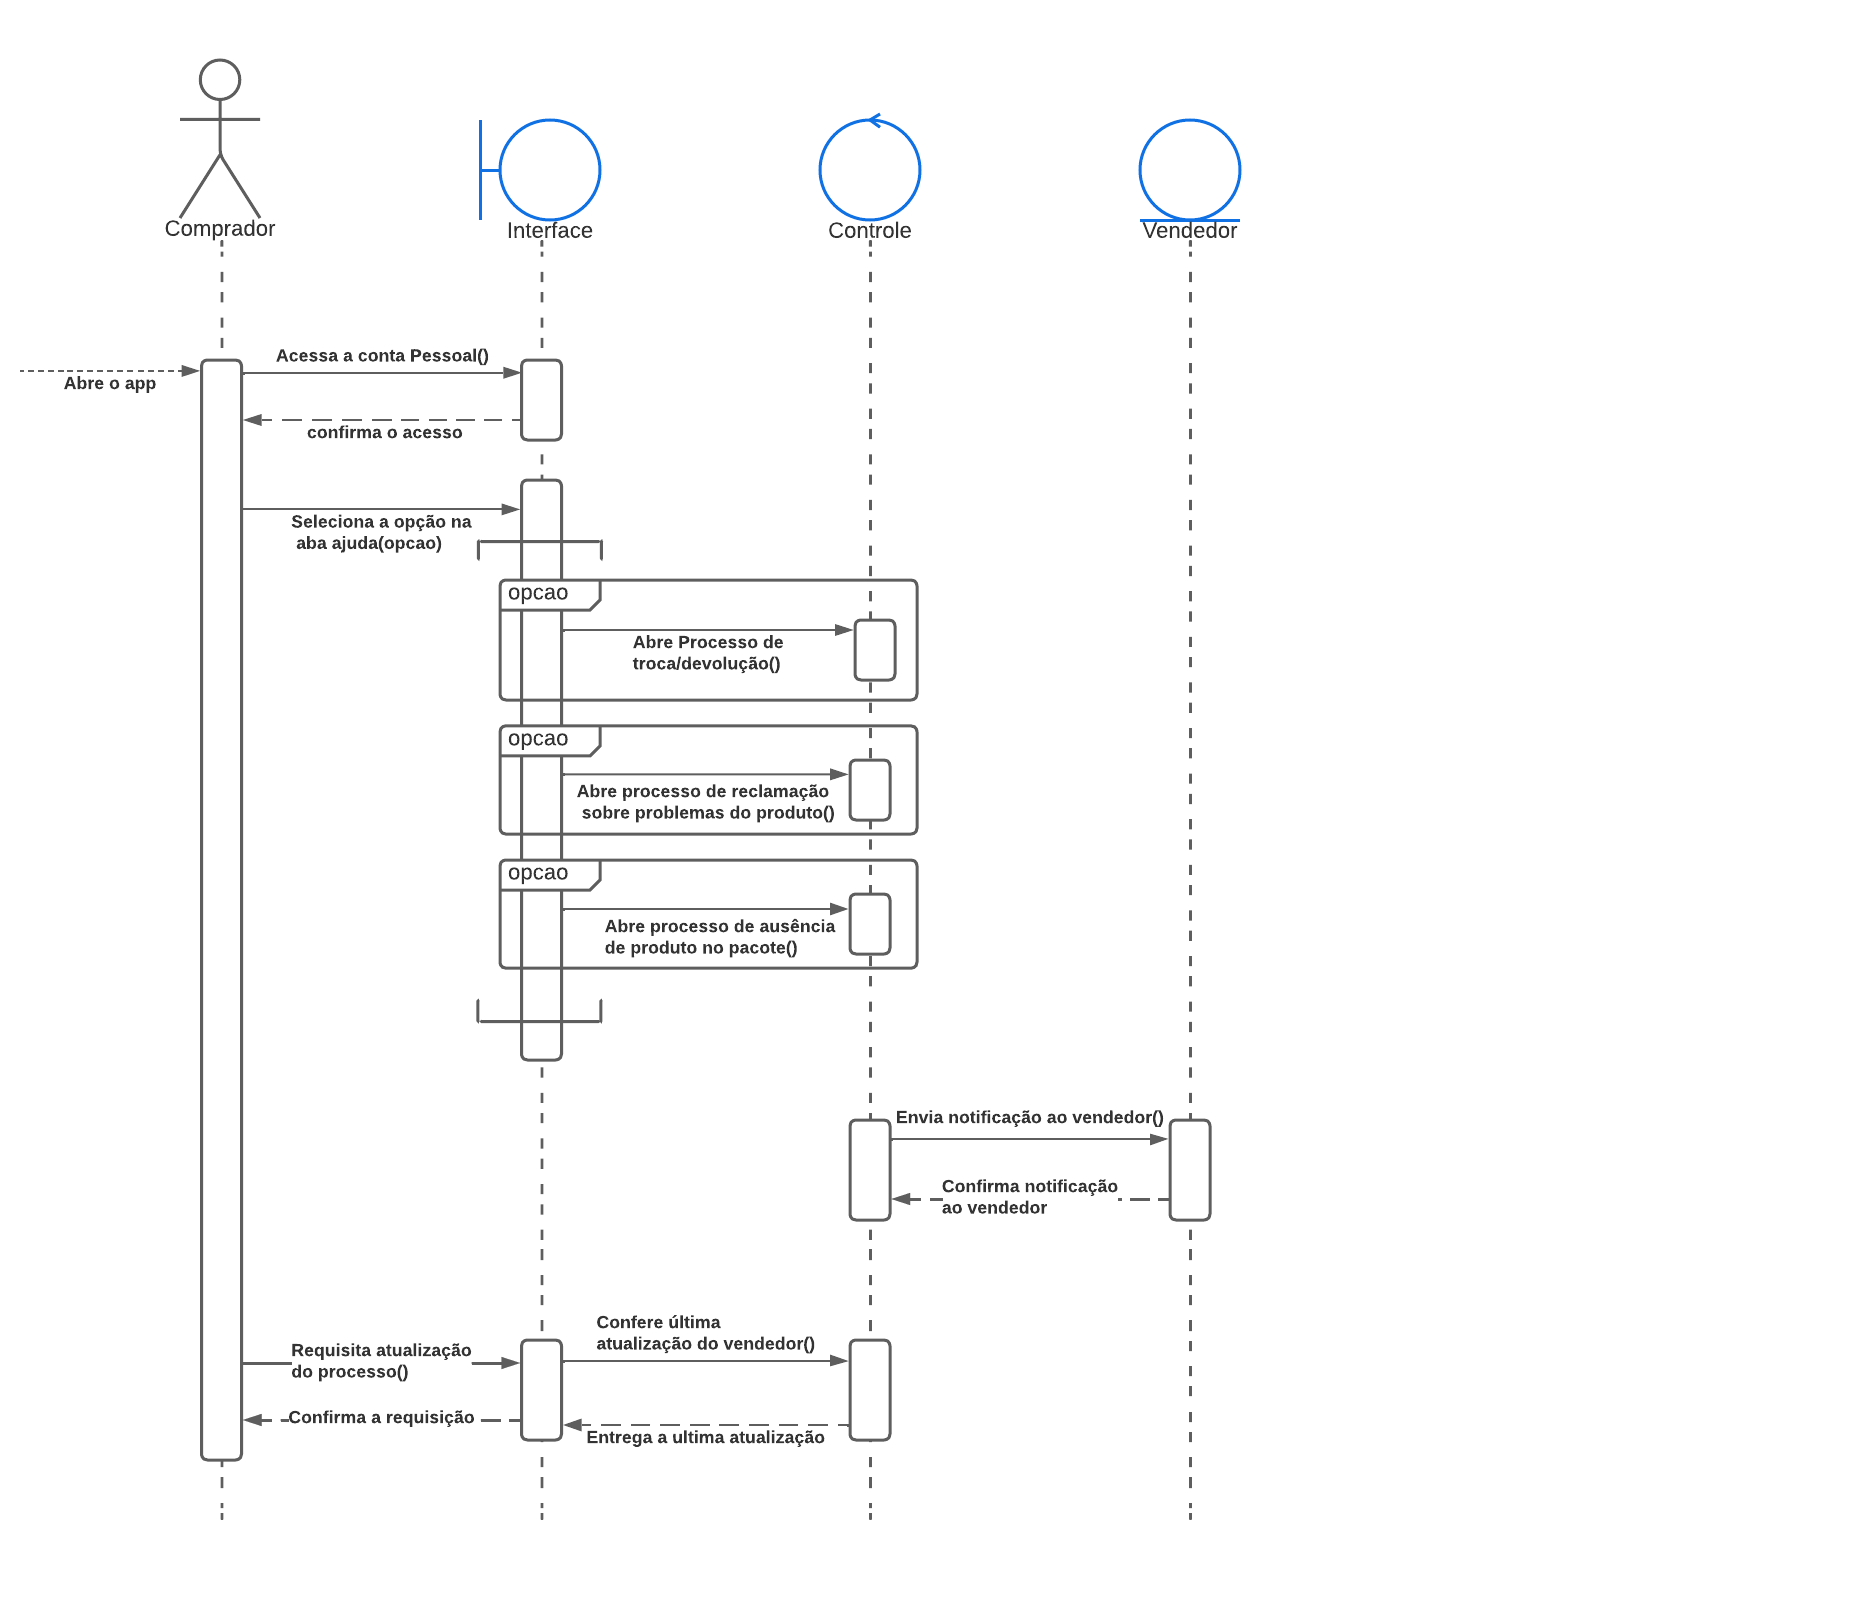 Comprador
Interface
Controle
Vendedor
Abre o app
Acessa a conta Pessoal()
confirma o acesso
Seleciona a opção na
aba ajuda(opcao)
opcao
Abre Processo de
troca/devolução()
opcao
Abre processo de reclamação
sobre problemas do produto()
opcao
Abre processo de ausência
de produto no pacote()
Envia notificação ao vendedor()
Confirma notificação
ao vendedor
Confere última
atualização do vendedor()
Requisita atualização
do processo()
Confirma a requisição
Entrega a ultima atualização